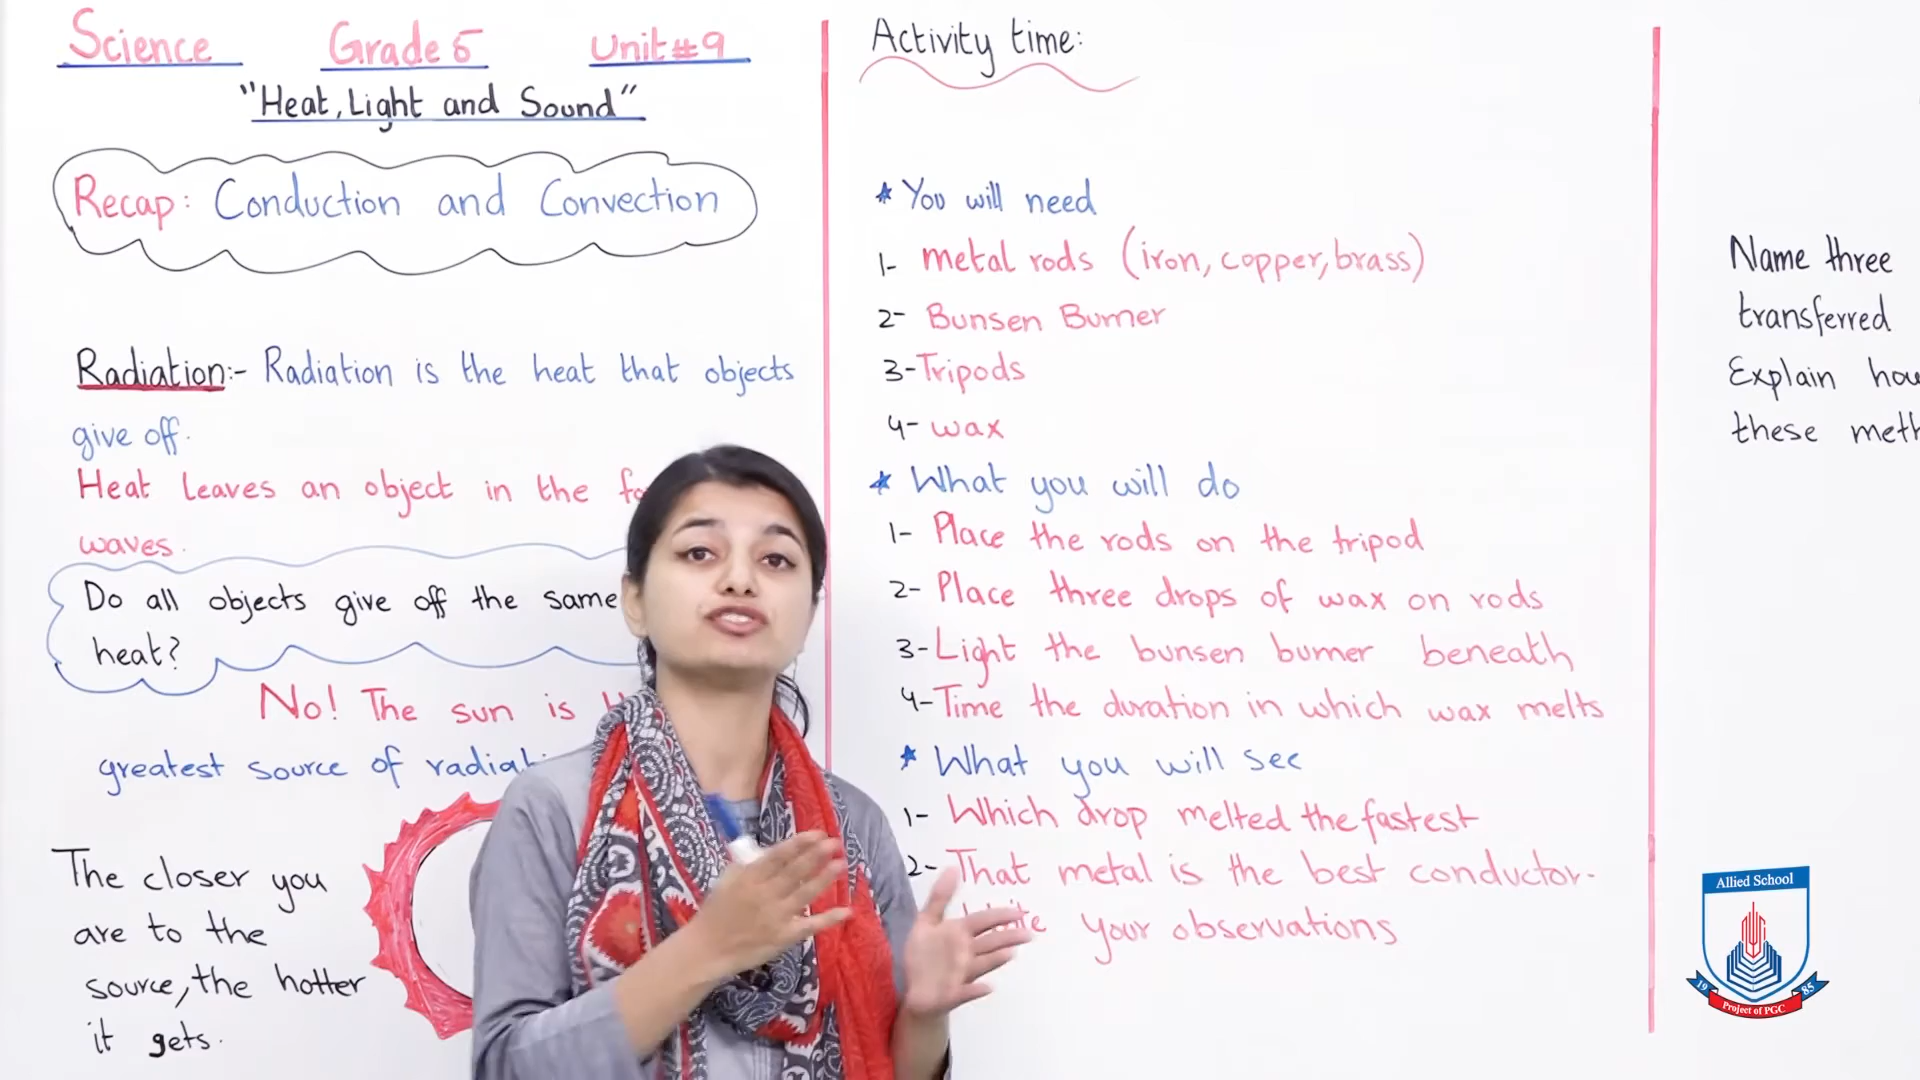 Science Grade 5 Unit#9
"Heat, Light and Sound"
Recap: Conduction and Convection
Radiation:- Radiation is the heat that objects
give off.
Heat leaves an object in the
waves.
Do all objects give off the same
heat?
No! The sun is
greatest source of
The closer you
are to the
source, the hotter
it gets.
Activity time:
* You will need
1- metal rods (iron, copper, brass)
2- Bunsen Burner
3- Tripods
4- wax
* What you will do
1- Place the rods on the tripod
2- Place three drops of wax on rods
3- Light the bunsen burner beneath
4- Time the duration in which wax melts
* What you will see
1- Which drop melted the fastest
2- That metal is the best conductor.
your observations
Name three
transferred
Explain
these
Allied School
19 85
Project of PGC